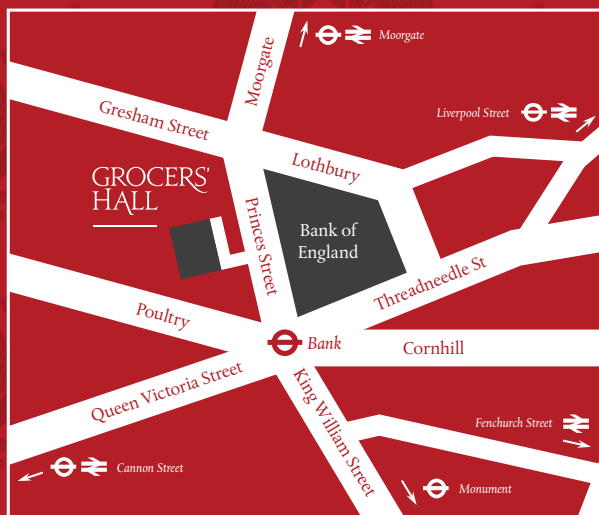 Moorgate
Moorgate
Liverpool Street
Gresham Street
Lothbury
GROCERS'
HALL
Princes Street
Bank of
England
Threadneedle St
Poultry
Bank
Cornhill
Queen Victoria Street
King William Street
Fenchurch Street
Cannon Street
Monument